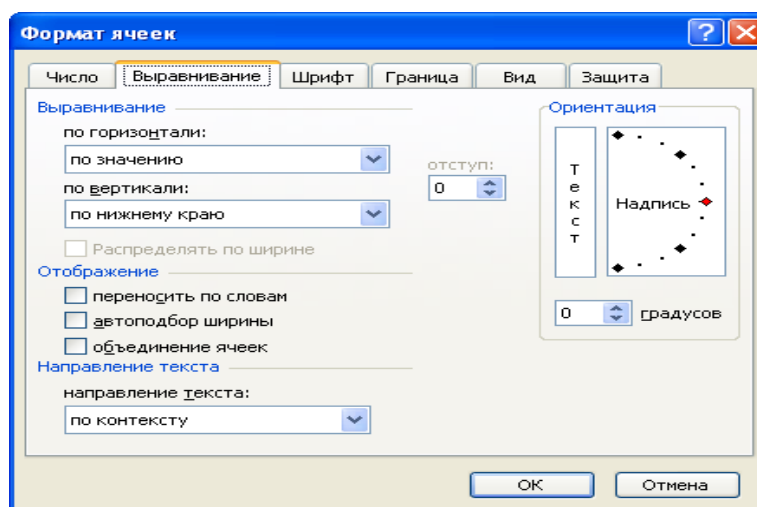 Формат ячеек
Число Выравнивание Шрифт Граница Вид Защита
Выравнивание
по горизонтали:
по значению
отступ:
0
по вертикали:
по нижнему краю
Распределять по ширине
Отображение
переносить по словам
автоподбор ширины
объединение ячеек
Направление текста
направление текста:
по контексту
Ориентация
Текст
Надпись
0 градусов
ОК Отмена